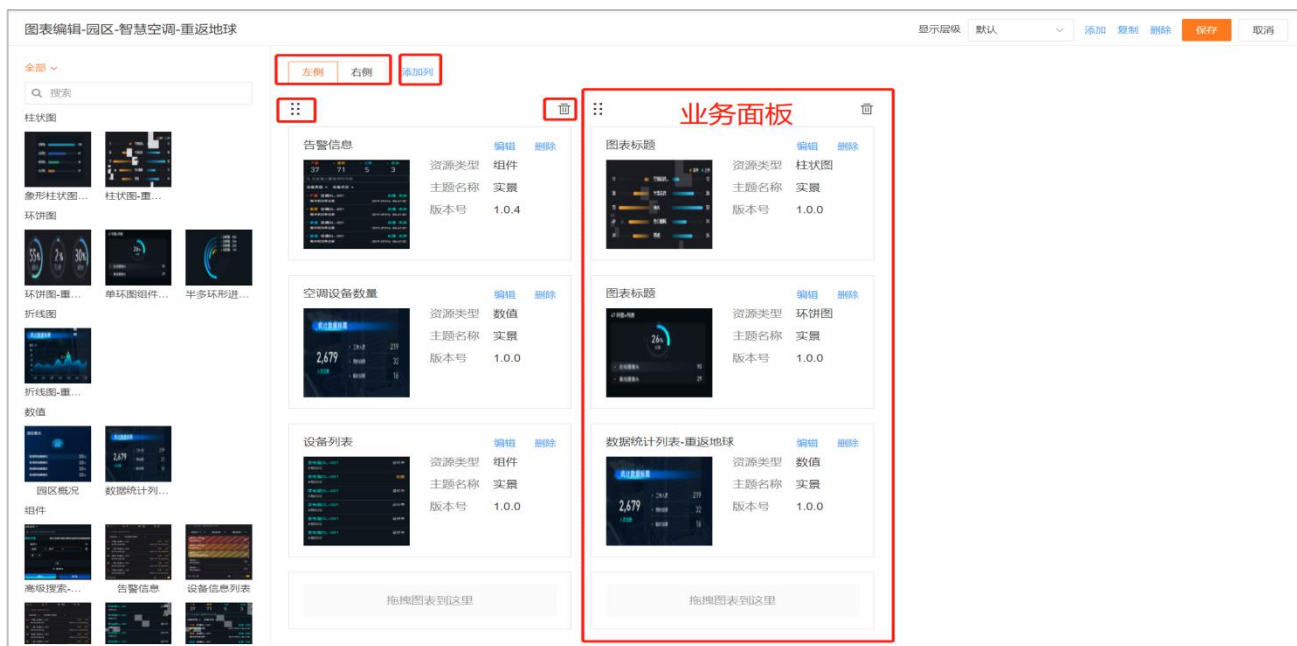 图表编辑-园区-智慧空调-重返地球
显示层级 默认 添加 复制 删除 保存 取消
全部
搜索
柱状图
象形柱状图... 柱状图-重...
环饼图
环饼图-重... 单环图组件... 半多环形进...
折线图
折线图-重...
数值
园区概况 数据统计列...
组件
高级搜索-... 告警信息 设备信息列表
左侧 右侧 添加列
告警信息 编辑 删除
37 71 5 3
资源类型 组件
主题名称 实景
版本号 1.0.4
空调设备数量 编辑 删除
2,679 219 32 16
资源类型 数值
主题名称 实景
版本号 1.0.0
设备列表 编辑 删除
资源类型 组件
主题名称 实景
版本号 1.0.0
拖拽图表到这里
业务面板
图表标题 编辑 删除
资源类型 柱状图
主题名称 实景
版本号 1.0.0
图表标题 编辑 删除
26%
资源类型 环饼图
主题名称 实景
版本号 1.0.0
数据统计列表-重返地球 编辑 删除
2,679 219 32 16
资源类型 数值
主题名称 实景
版本号 1.0.0
拖拽图表到这里